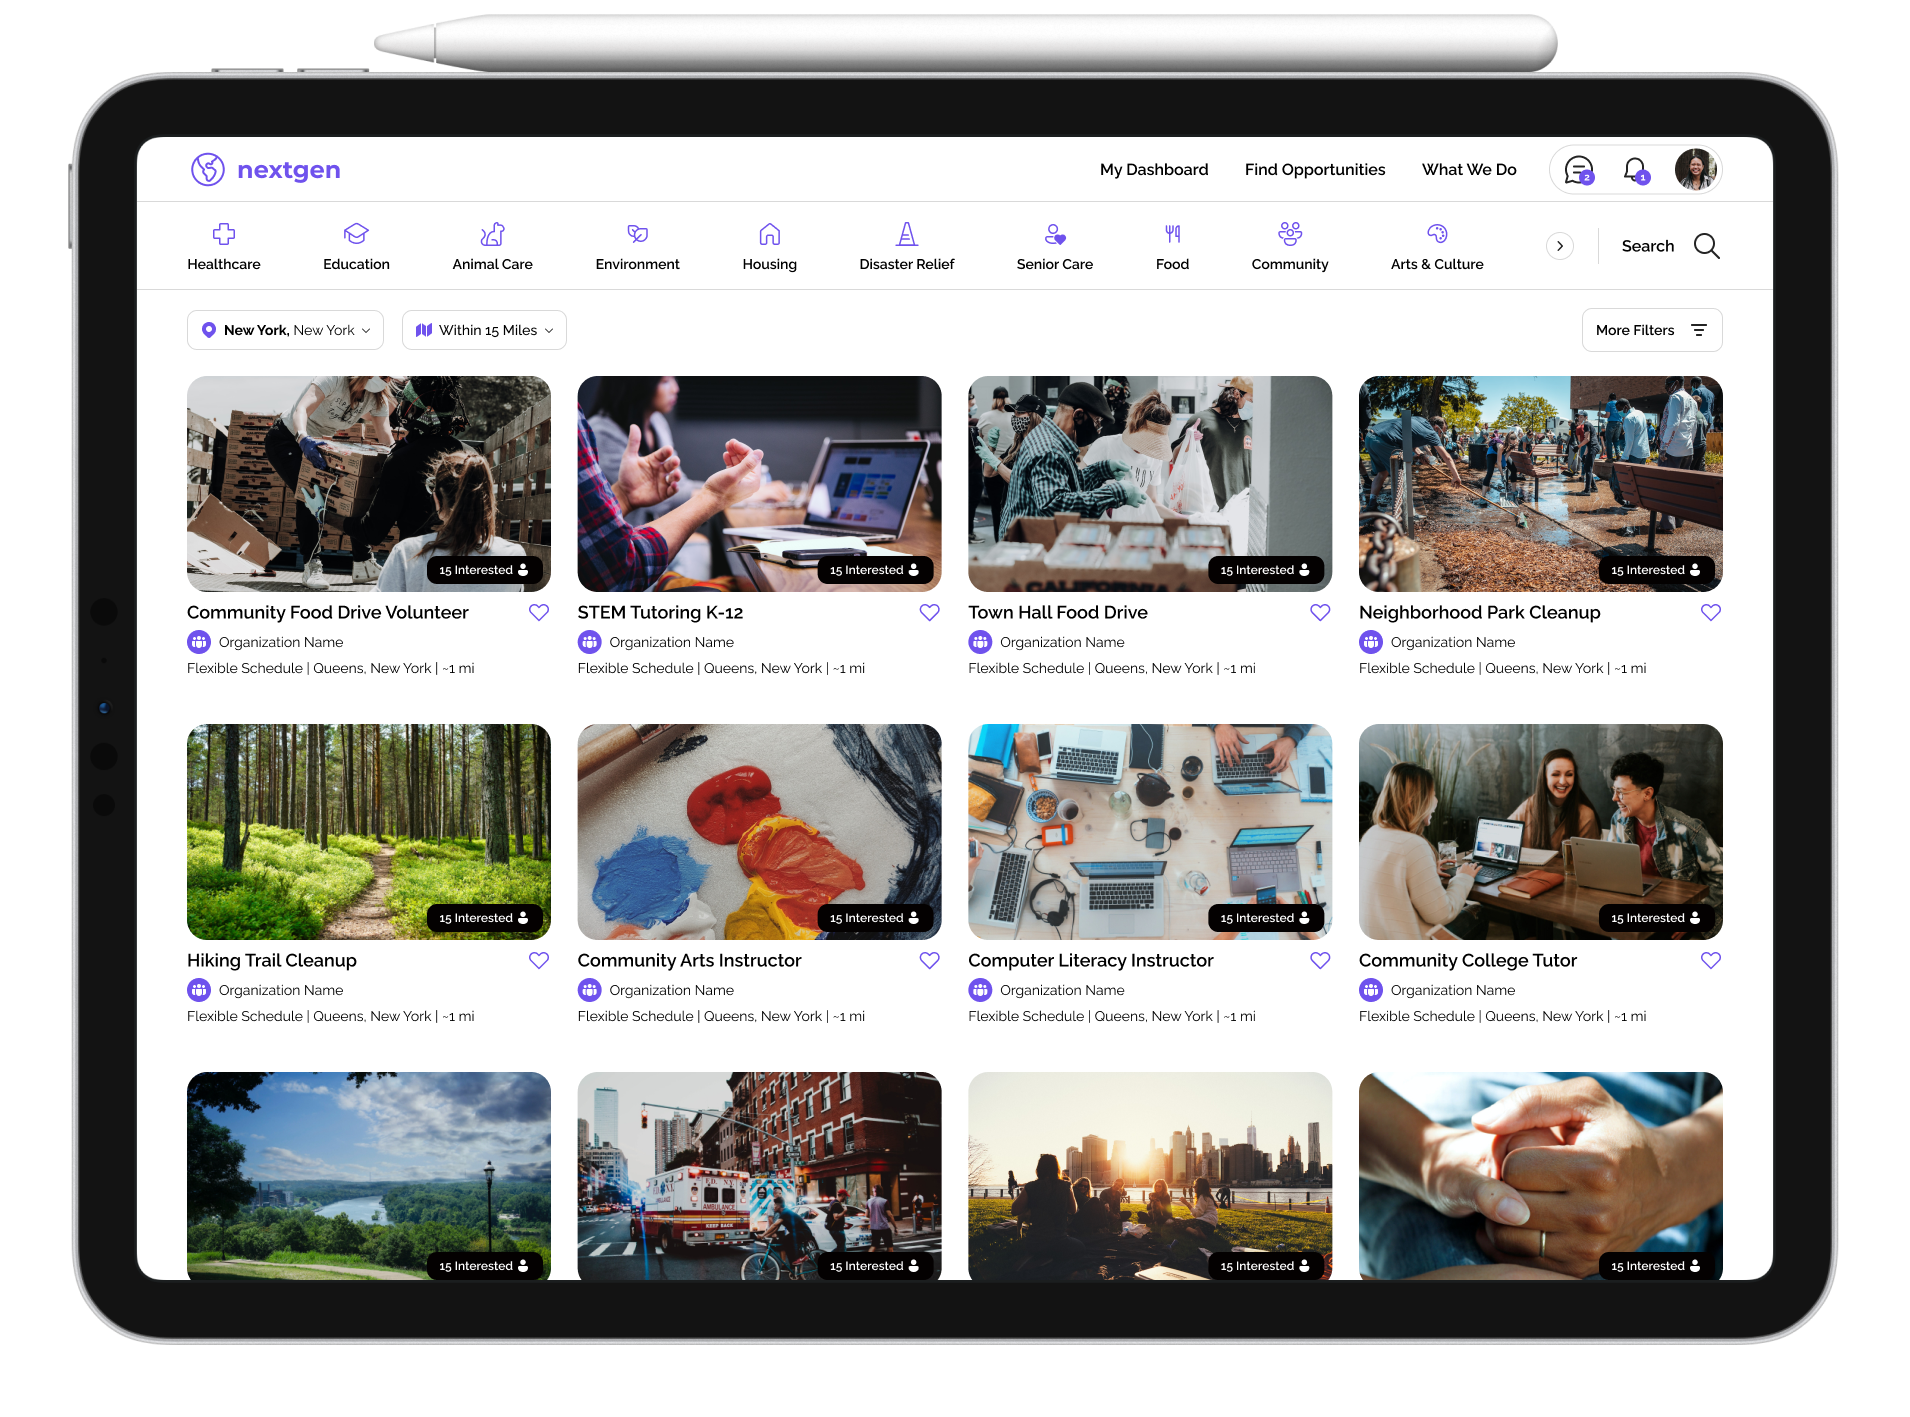 nextgen
My Dashboard Find Opportunities What We Do 2 1
Healthcare Education Animal Care Environment Housing Disaster Relief Senior Care Food Community Arts & Culture Search
New York, New York Within 15 Miles More Filters
15 Interested 15 Interested 15 Interested 15 Interested
Community Food Drive Volunteer STEM Tutoring K-12 Town Hall Food Drive Neighborhood Park Cleanup
Organization Name Organization Name Organization Name Organization Name
Flexible Schedule | Queens, New York | ~1 mi Flexible Schedule | Queens, New York | ~1 mi Flexible Schedule | Queens, New York | ~1 mi Flexible Schedule | Queens, New York | ~1 mi
15 Interested 15 Interested 15 Interested 15 Interested
Hiking Trail Cleanup Community Arts Instructor Computer Literacy Instructor Community College Tutor
Organization Name Organization Name Organization Name Organization Name
Flexible Schedule | Queens, New York | ~1 mi Flexible Schedule | Queens, New York | ~1 mi Flexible Schedule | Queens, New York | ~1 mi Flexible Schedule | Queens, New York | ~1 mi
AMBULANCE
KEEP BACK
15 Interested 15 Interested 15 Interested 15 Interested